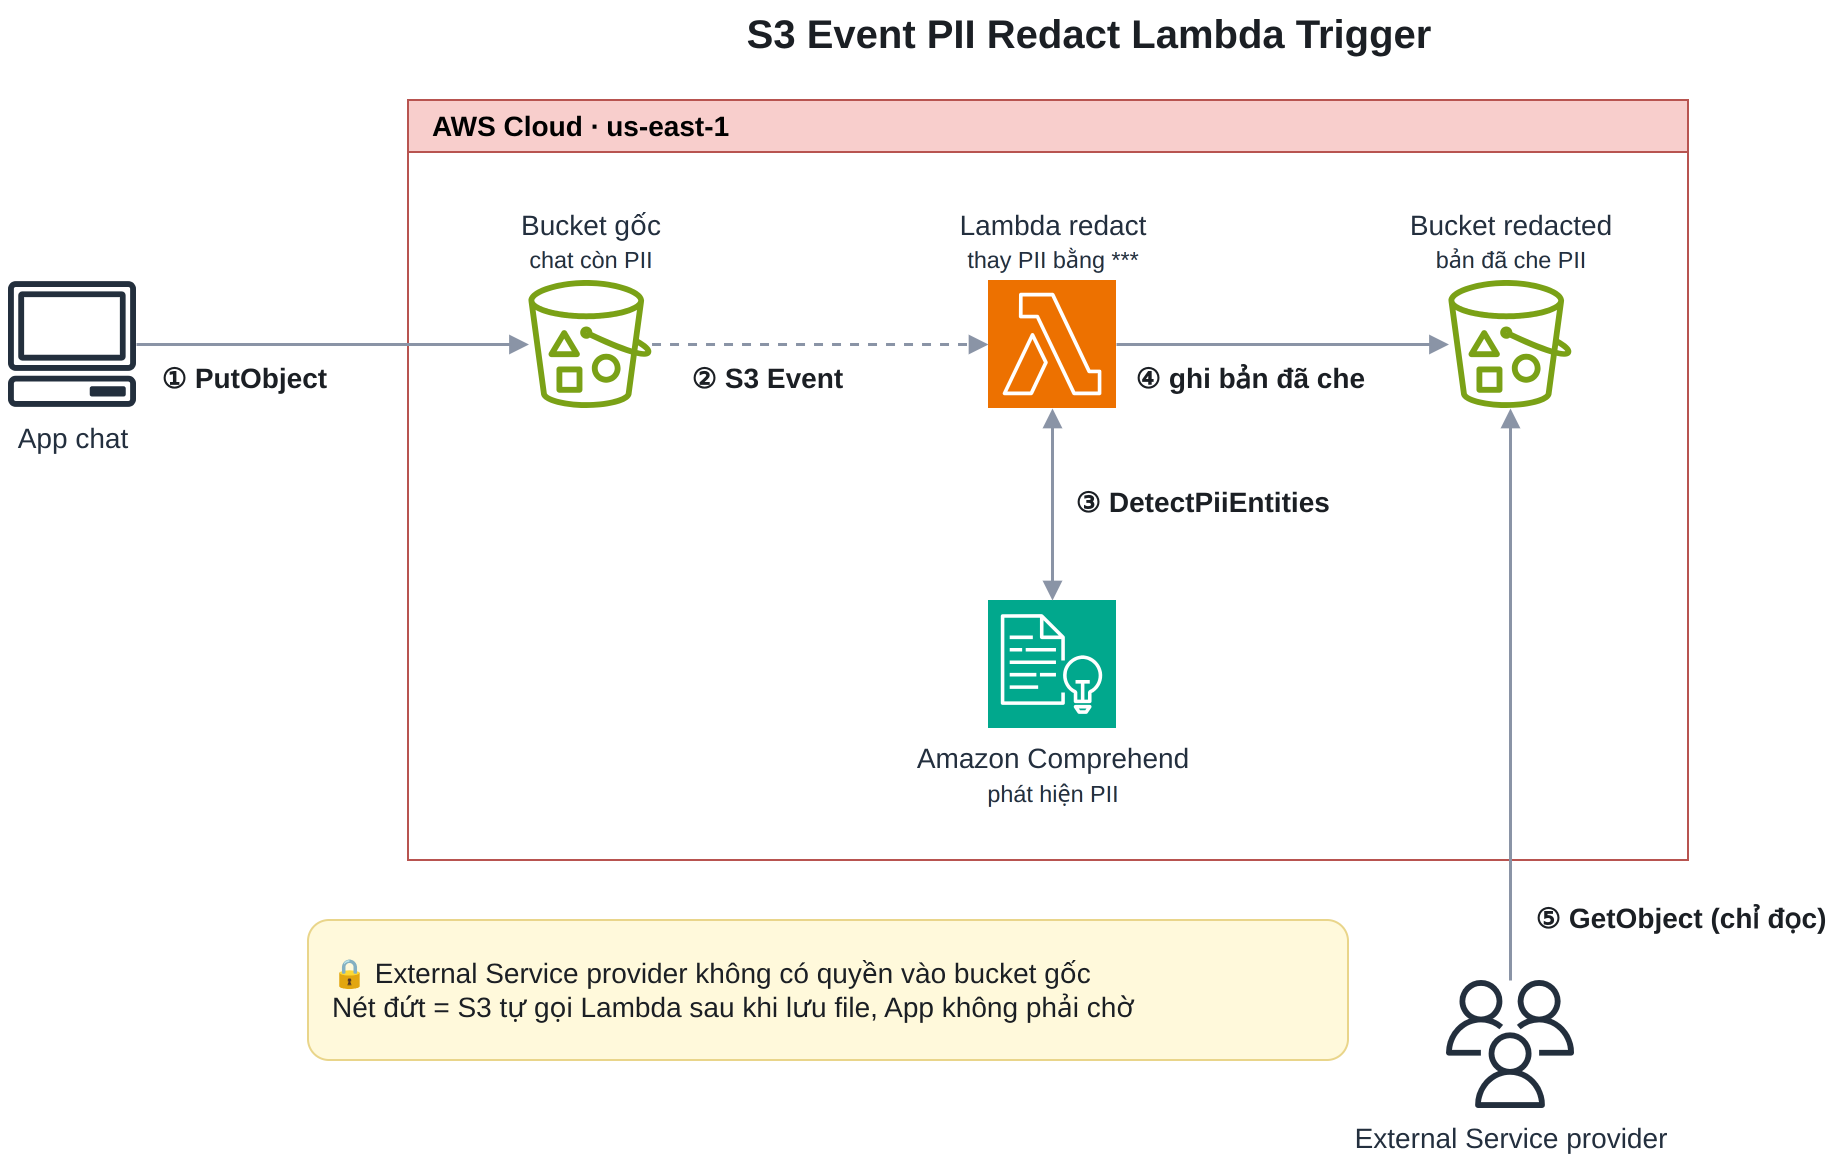 S3 Event PII Redact Lambda Trigger
AWS Cloud · us-east-1
Bucket gốc
chat còn PII
Lambda redact
thay PII bằng ***
Bucket redacted
bản đã che PII
① PutObject
② S3 Event
④ ghi bản đã che
App chat
③ DetectPiiEntities
Amazon Comprehend
phát hiện PII
⑤ GetObject (chỉ đọc)
🔒 External Service provider không có quyền vào bucket gốc
Nét đứt = S3 tự gọi Lambda sau khi lưu file, App không phải chờ
External Service provider